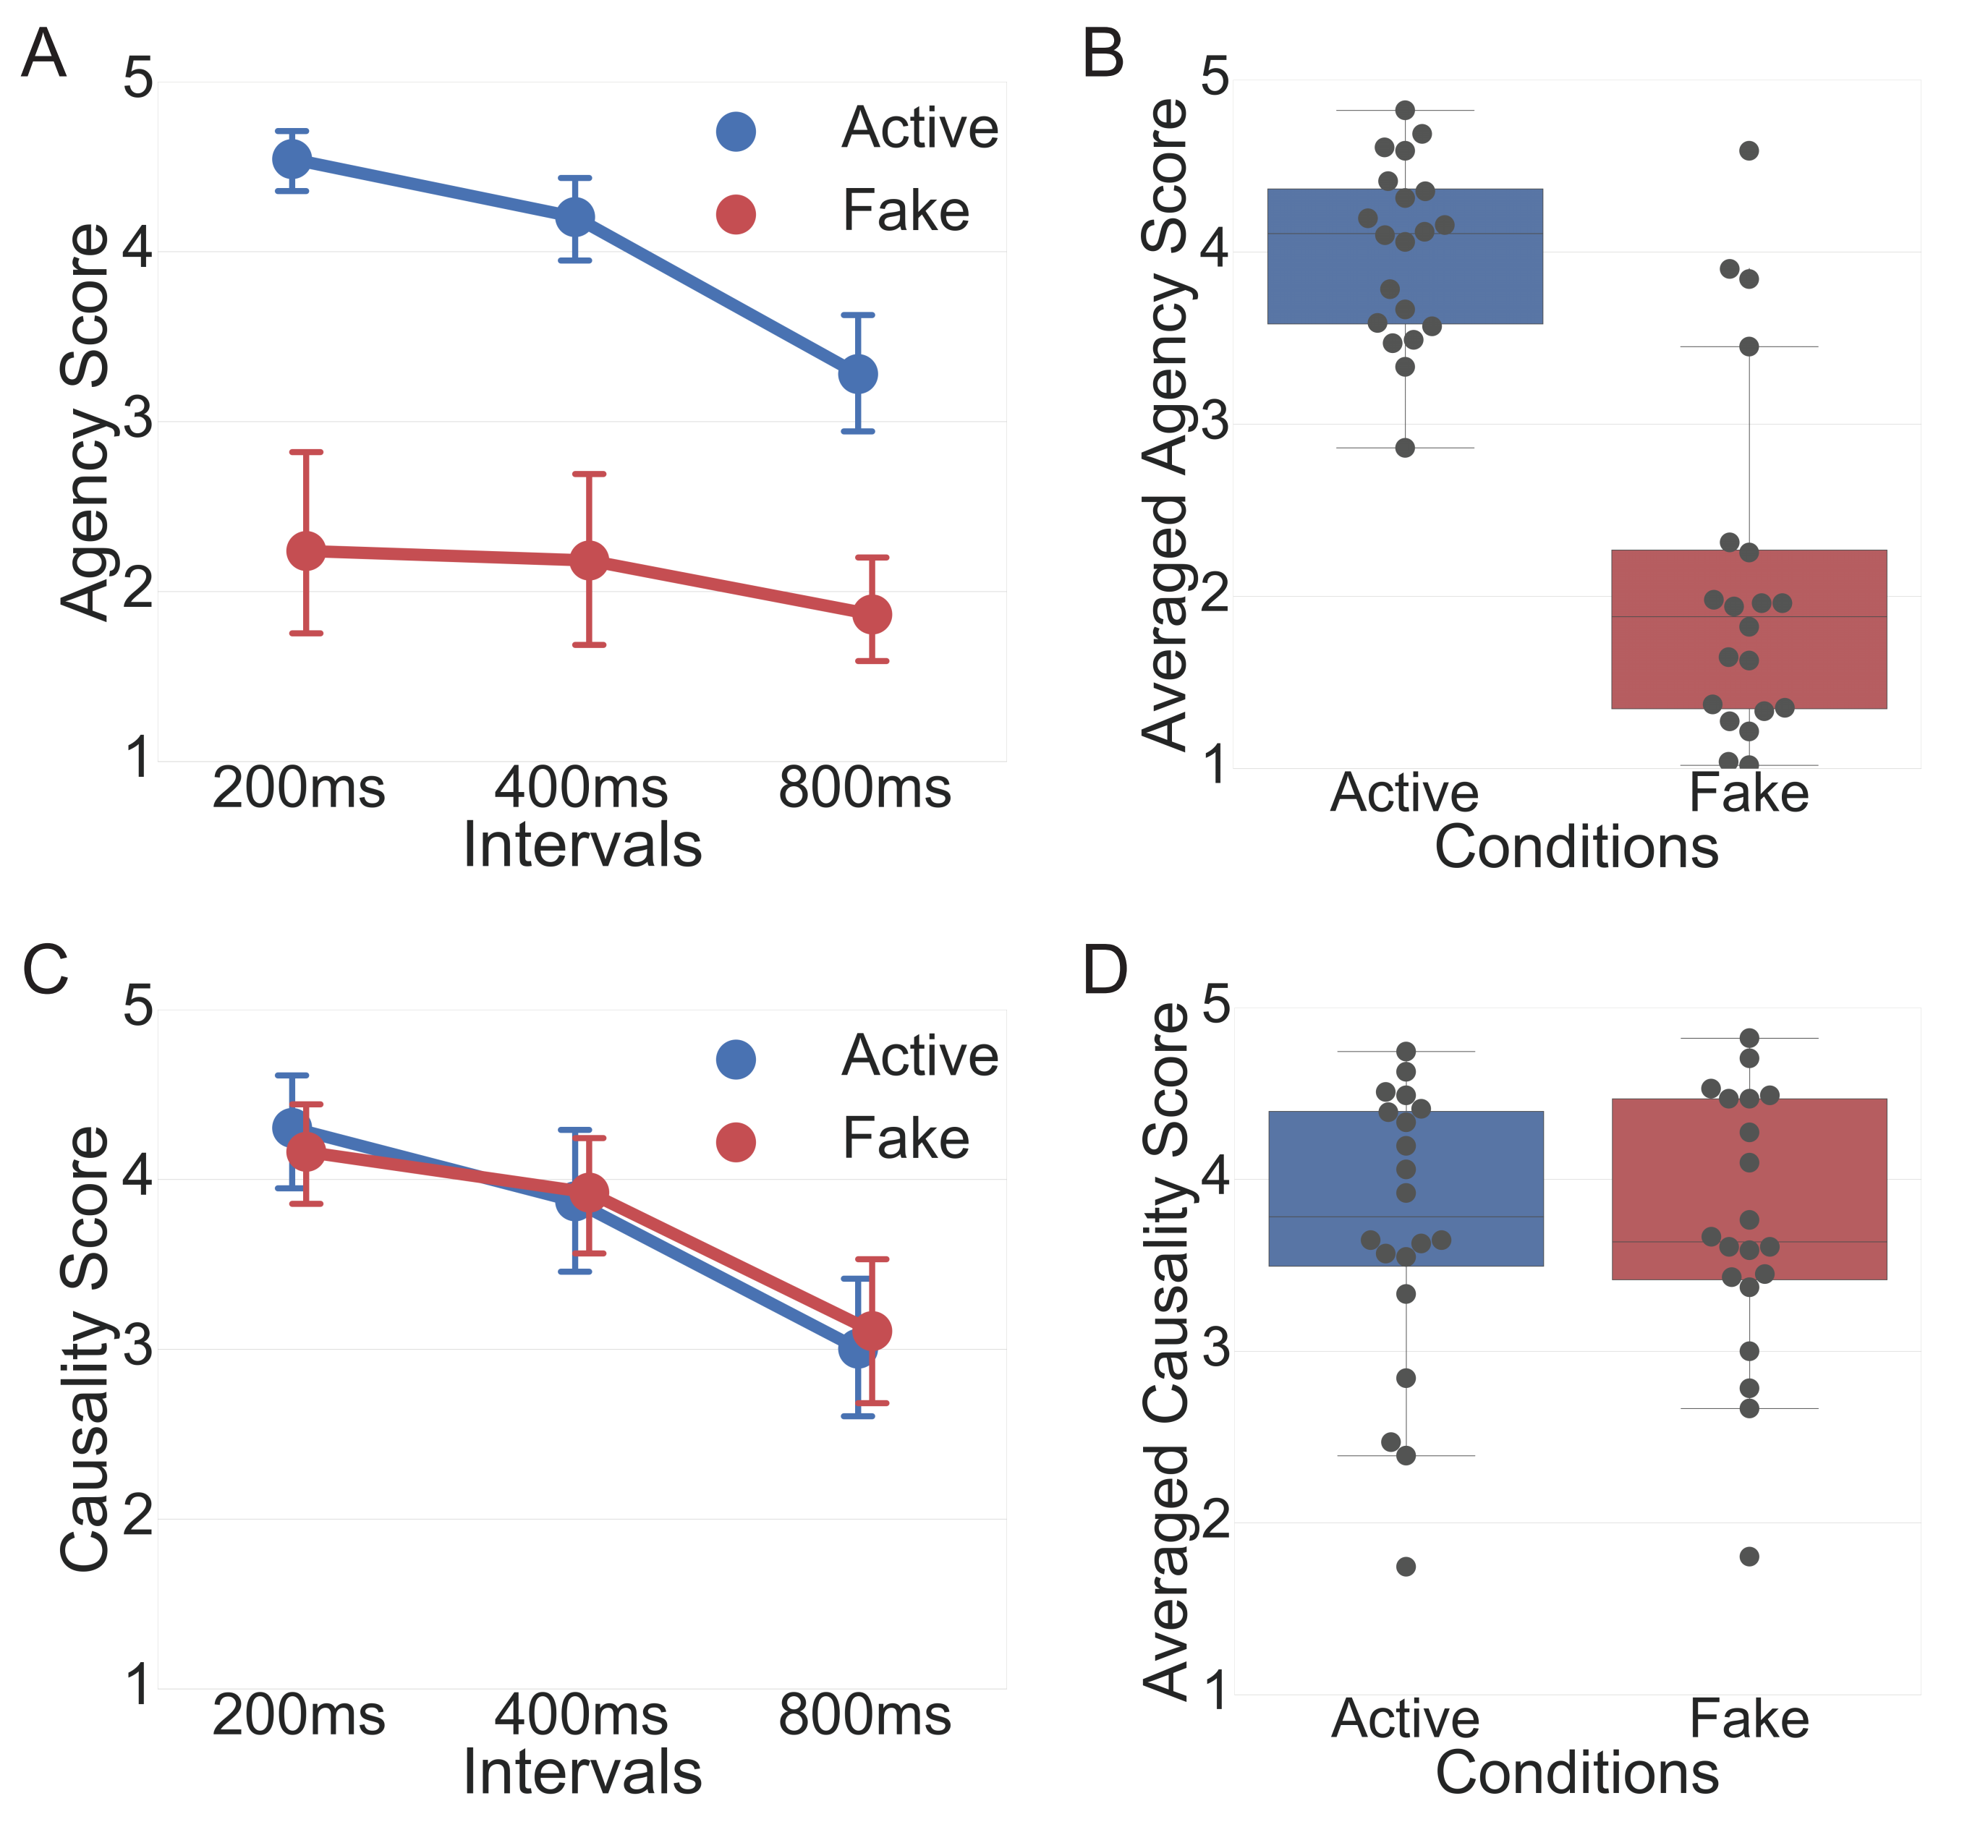 A
5
4
3
2
1
Agency Score
Active
Fake
200ms 400ms 800ms
Intervals
B
5
4
3
2
1
Averaged Agency Score
Active Fake
Conditions
C
5
4
3
2
1
Causality Score
Active
Fake
200ms 400ms 800ms
Intervals
D
5
4
3
2
1
Averaged Causality Score
Active Fake
Conditions